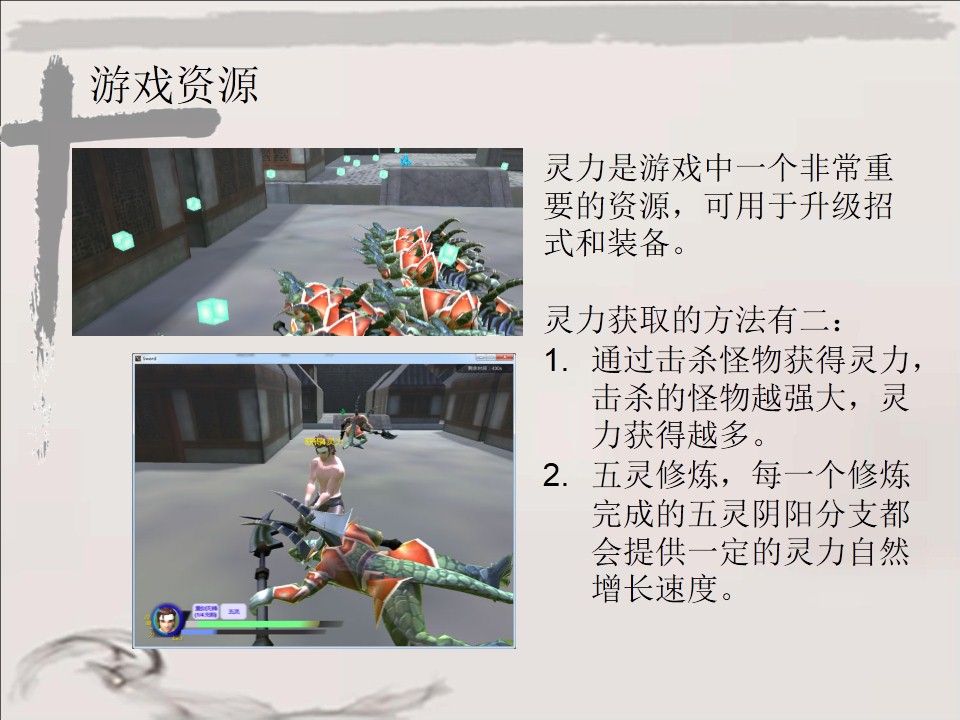 游戏资源
灵力是游戏中一个非常重
要的资源，可用于升级招
式和装备。
灵力获取的方法有二：
1. 通过击杀怪物获得灵力，
击杀的怪物越强大，灵
力获得越多。
2. 五灵修炼，每一个修炼
完成的五灵阴阳分支都
会提供一定的灵力自然
增长速度。
Sword
五灵